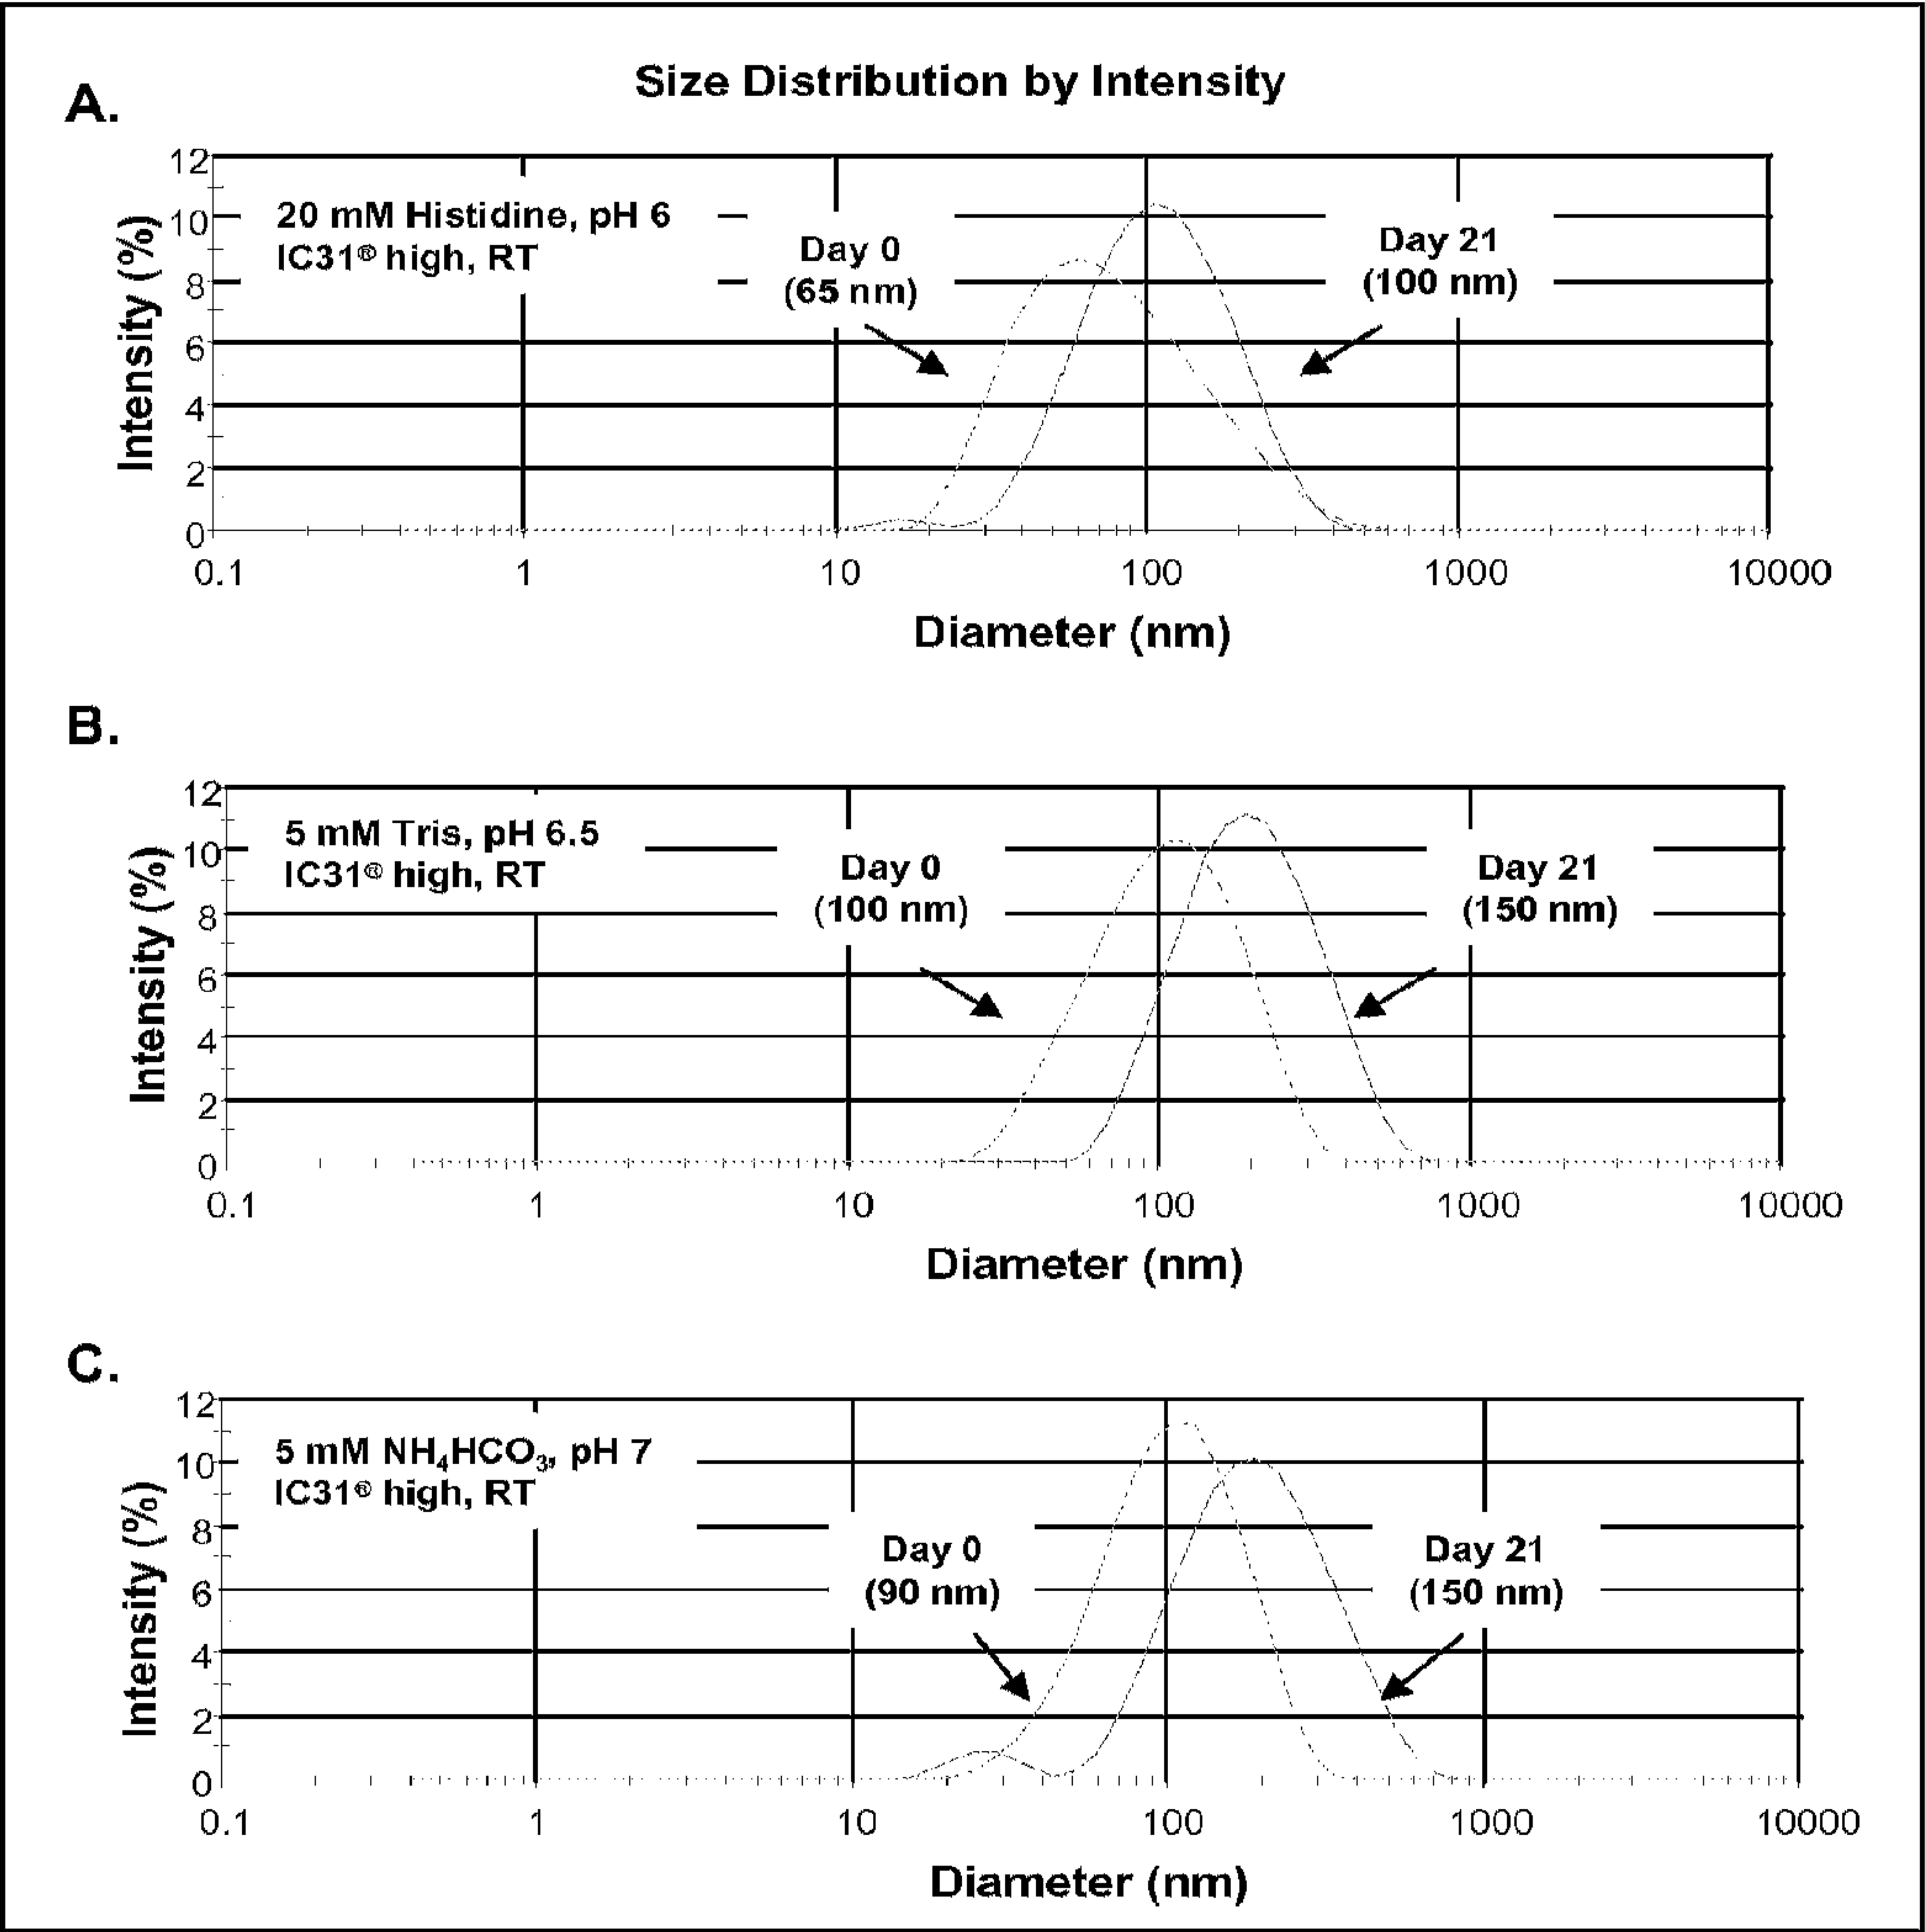 Size Distribution by Intensity
A.
12
10
8
6
4
2
0
Intensity (%)
20 mM Histidine, pH 6
IC31® high, RT
Day 0
(65 nm)
Day 21
(100 nm)
0.1 1 10 100 1000 10000
Diameter (nm)
B.
12
10
8
6
4
2
0
Intensity (%)
5 mM Tris, pH 6.5
IC31® high, RT
Day 0
(100 nm)
Day 21
(150 nm)
0.1 1 10 100 1000 10000
Diameter (nm)
C.
12
10
8
6
4
2
0
Intensity (%)
5 mM NH₄HCO₃, pH 7
IC31® high, RT
Day 0
(90 nm)
Day 21
(150 nm)
0.1 1 10 100 1000 10000
Diameter (nm)